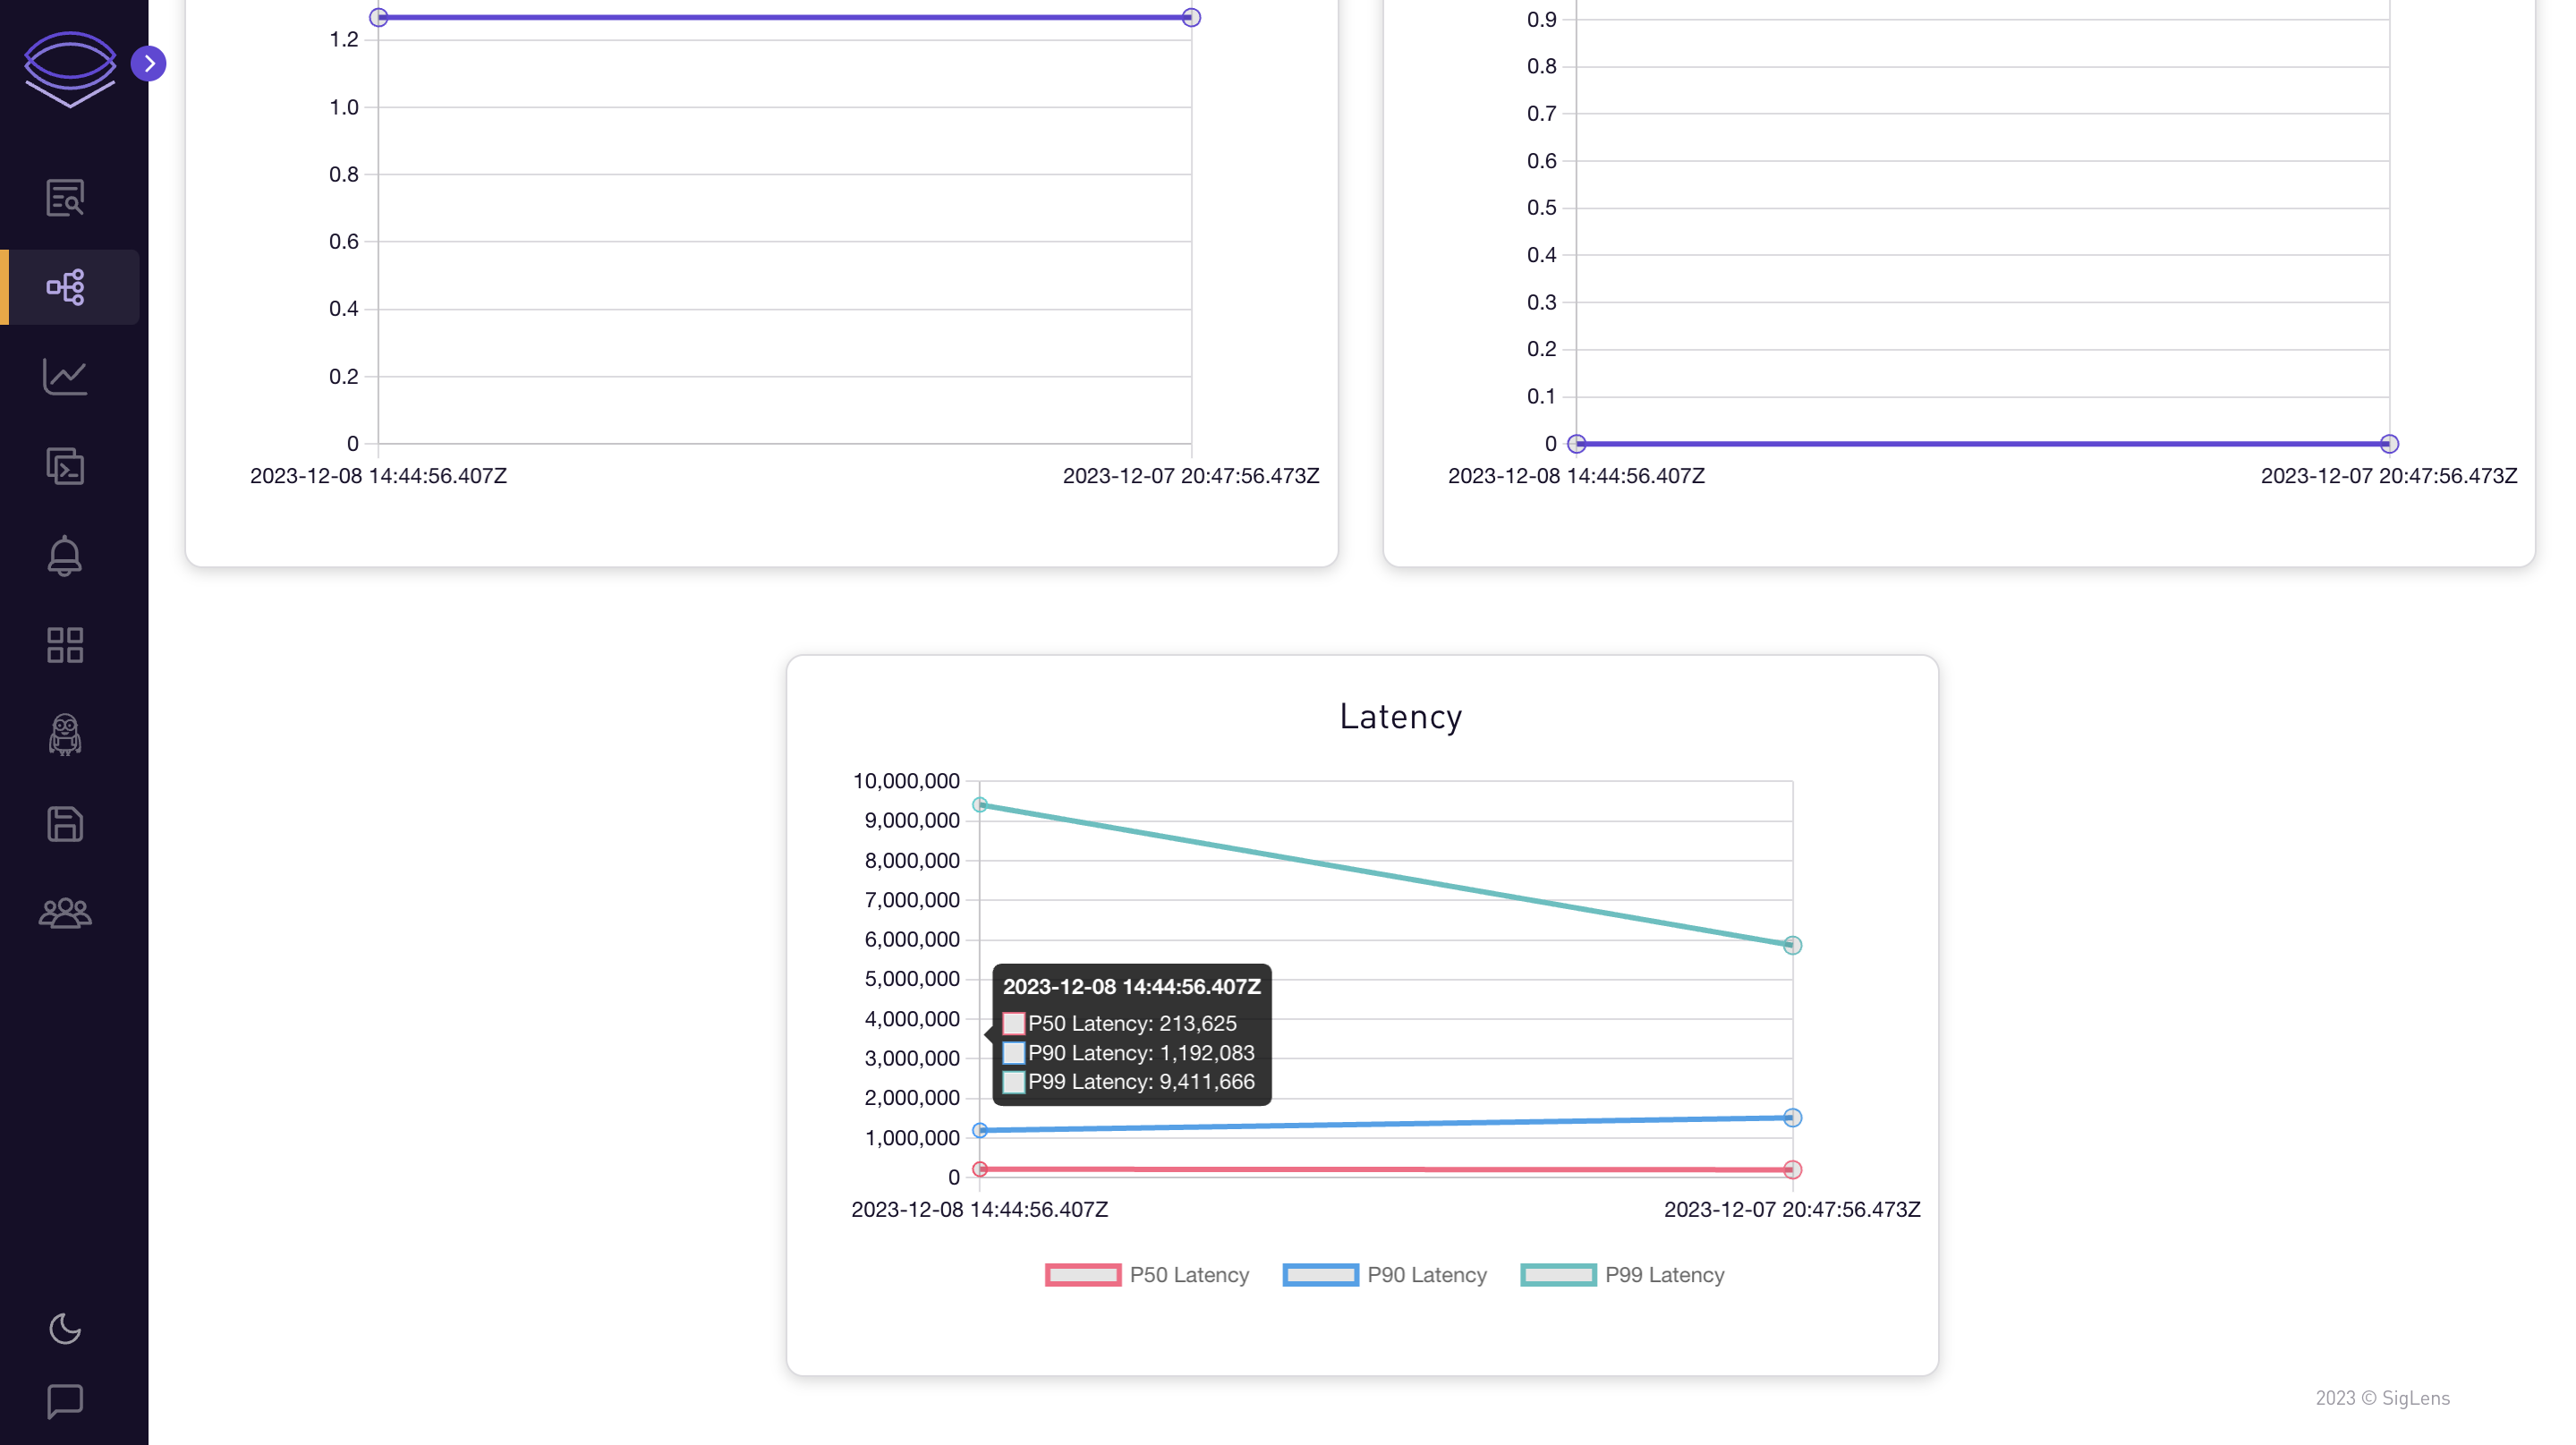 1.2
1.0
0.8
0.6
0.4
0.2
0
2023-12-08 14:44:56.407Z
2023-12-07 20:47:56.473Z
0.9
0.8
0.7
0.6
0.5
0.4
0.3
0.2
0.1
0
2023-12-08 14:44:56.407Z
2023-12-07 20:47:56.473Z
Latency
10,000,000
9,000,000
8,000,000
7,000,000
6,000,000
5,000,000
4,000,000
3,000,000
2,000,000
1,000,000
0
2023-12-08 14:44:56.407Z
P50 Latency: 213,625
P90 Latency: 1,192,083
P99 Latency: 9,411,666
2023-12-08 14:44:56.407Z
2023-12-07 20:47:56.473Z
P50 Latency
P90 Latency
P99 Latency
2023 © SigLens